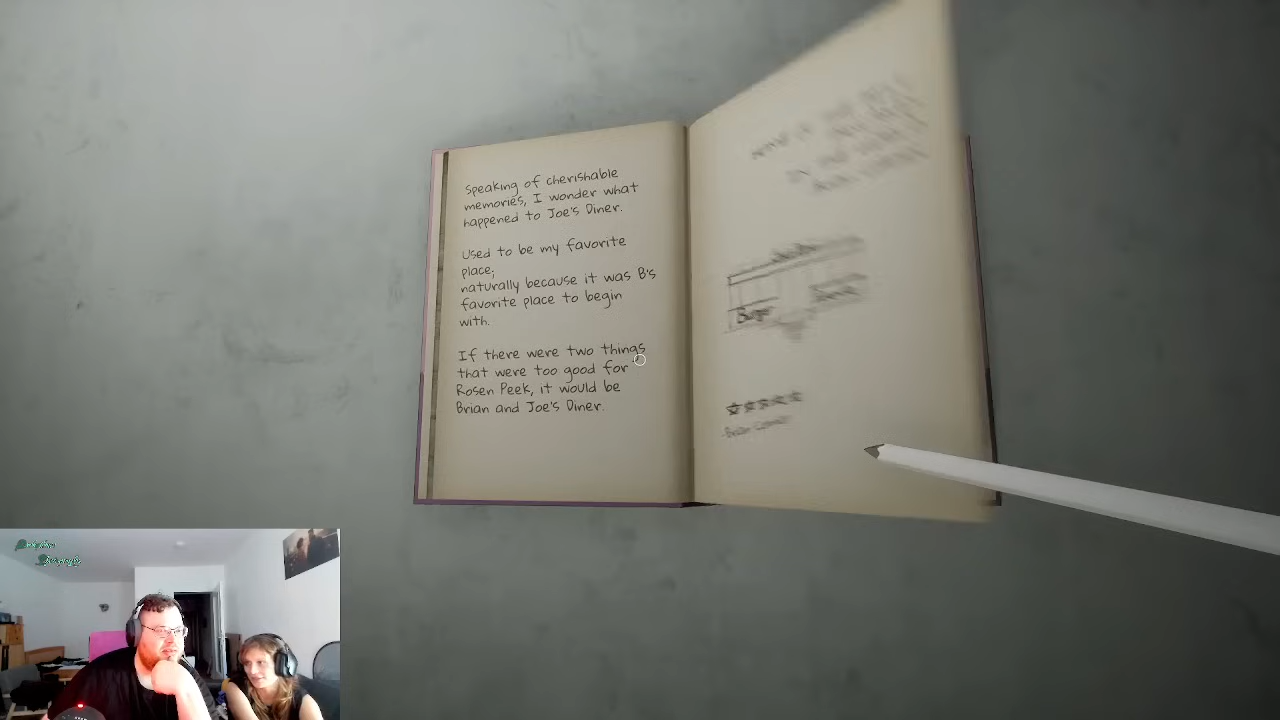 Speaking of cherishable
memories, I wonder what
happened to Joe's Diner.
Used to be my favorite
place;
naturally because it was B's
favorite place to begin
with.
If there were two things
that were too good for
Rosen Peek, it would be
Brian and Joe's Diner.
Burger